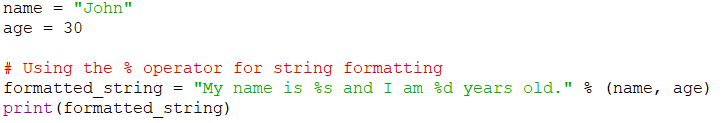 name = "John"
age = 30
# Using the % operator for string formatting
formatted_string = "My name is %s and I am %d years old." % (name, age)
print(formatted_string)